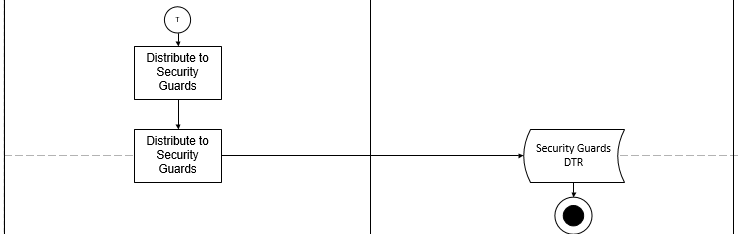 T
Distribute to
Security
Guards
Distribute to
Security
Guards
Security Guards
DTR